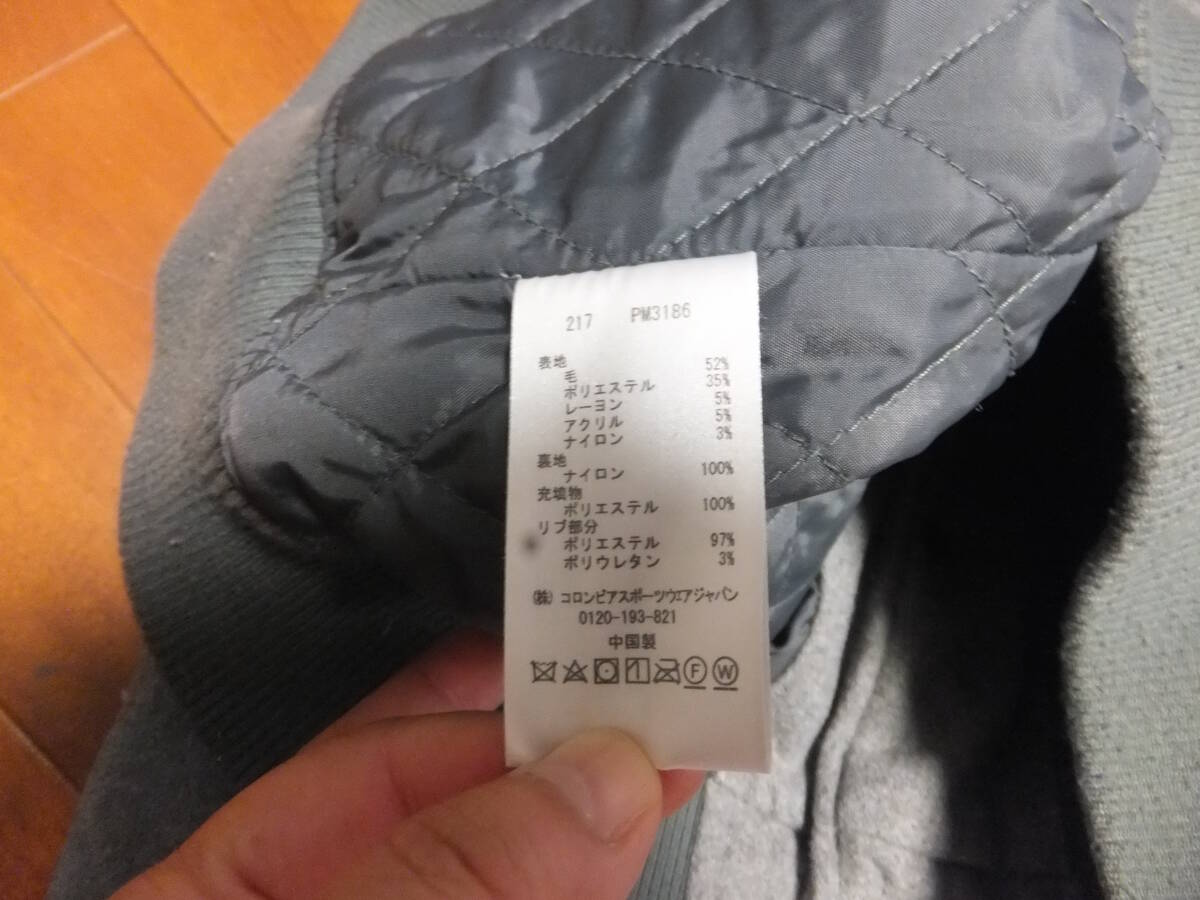 217 PM3186
表地
毛 52%
ポリエステル 35%
レーヨン 5%
アクリル 5%
ナイロン 3%
裏地
ナイロン 100%
充填物
ポリエステル 100%
リブ部分
ポリエステル 97%
ポリウレタン 3%
㈱ コロンビアスポーツウエアジャパン
0120-193-821
中国製
F W